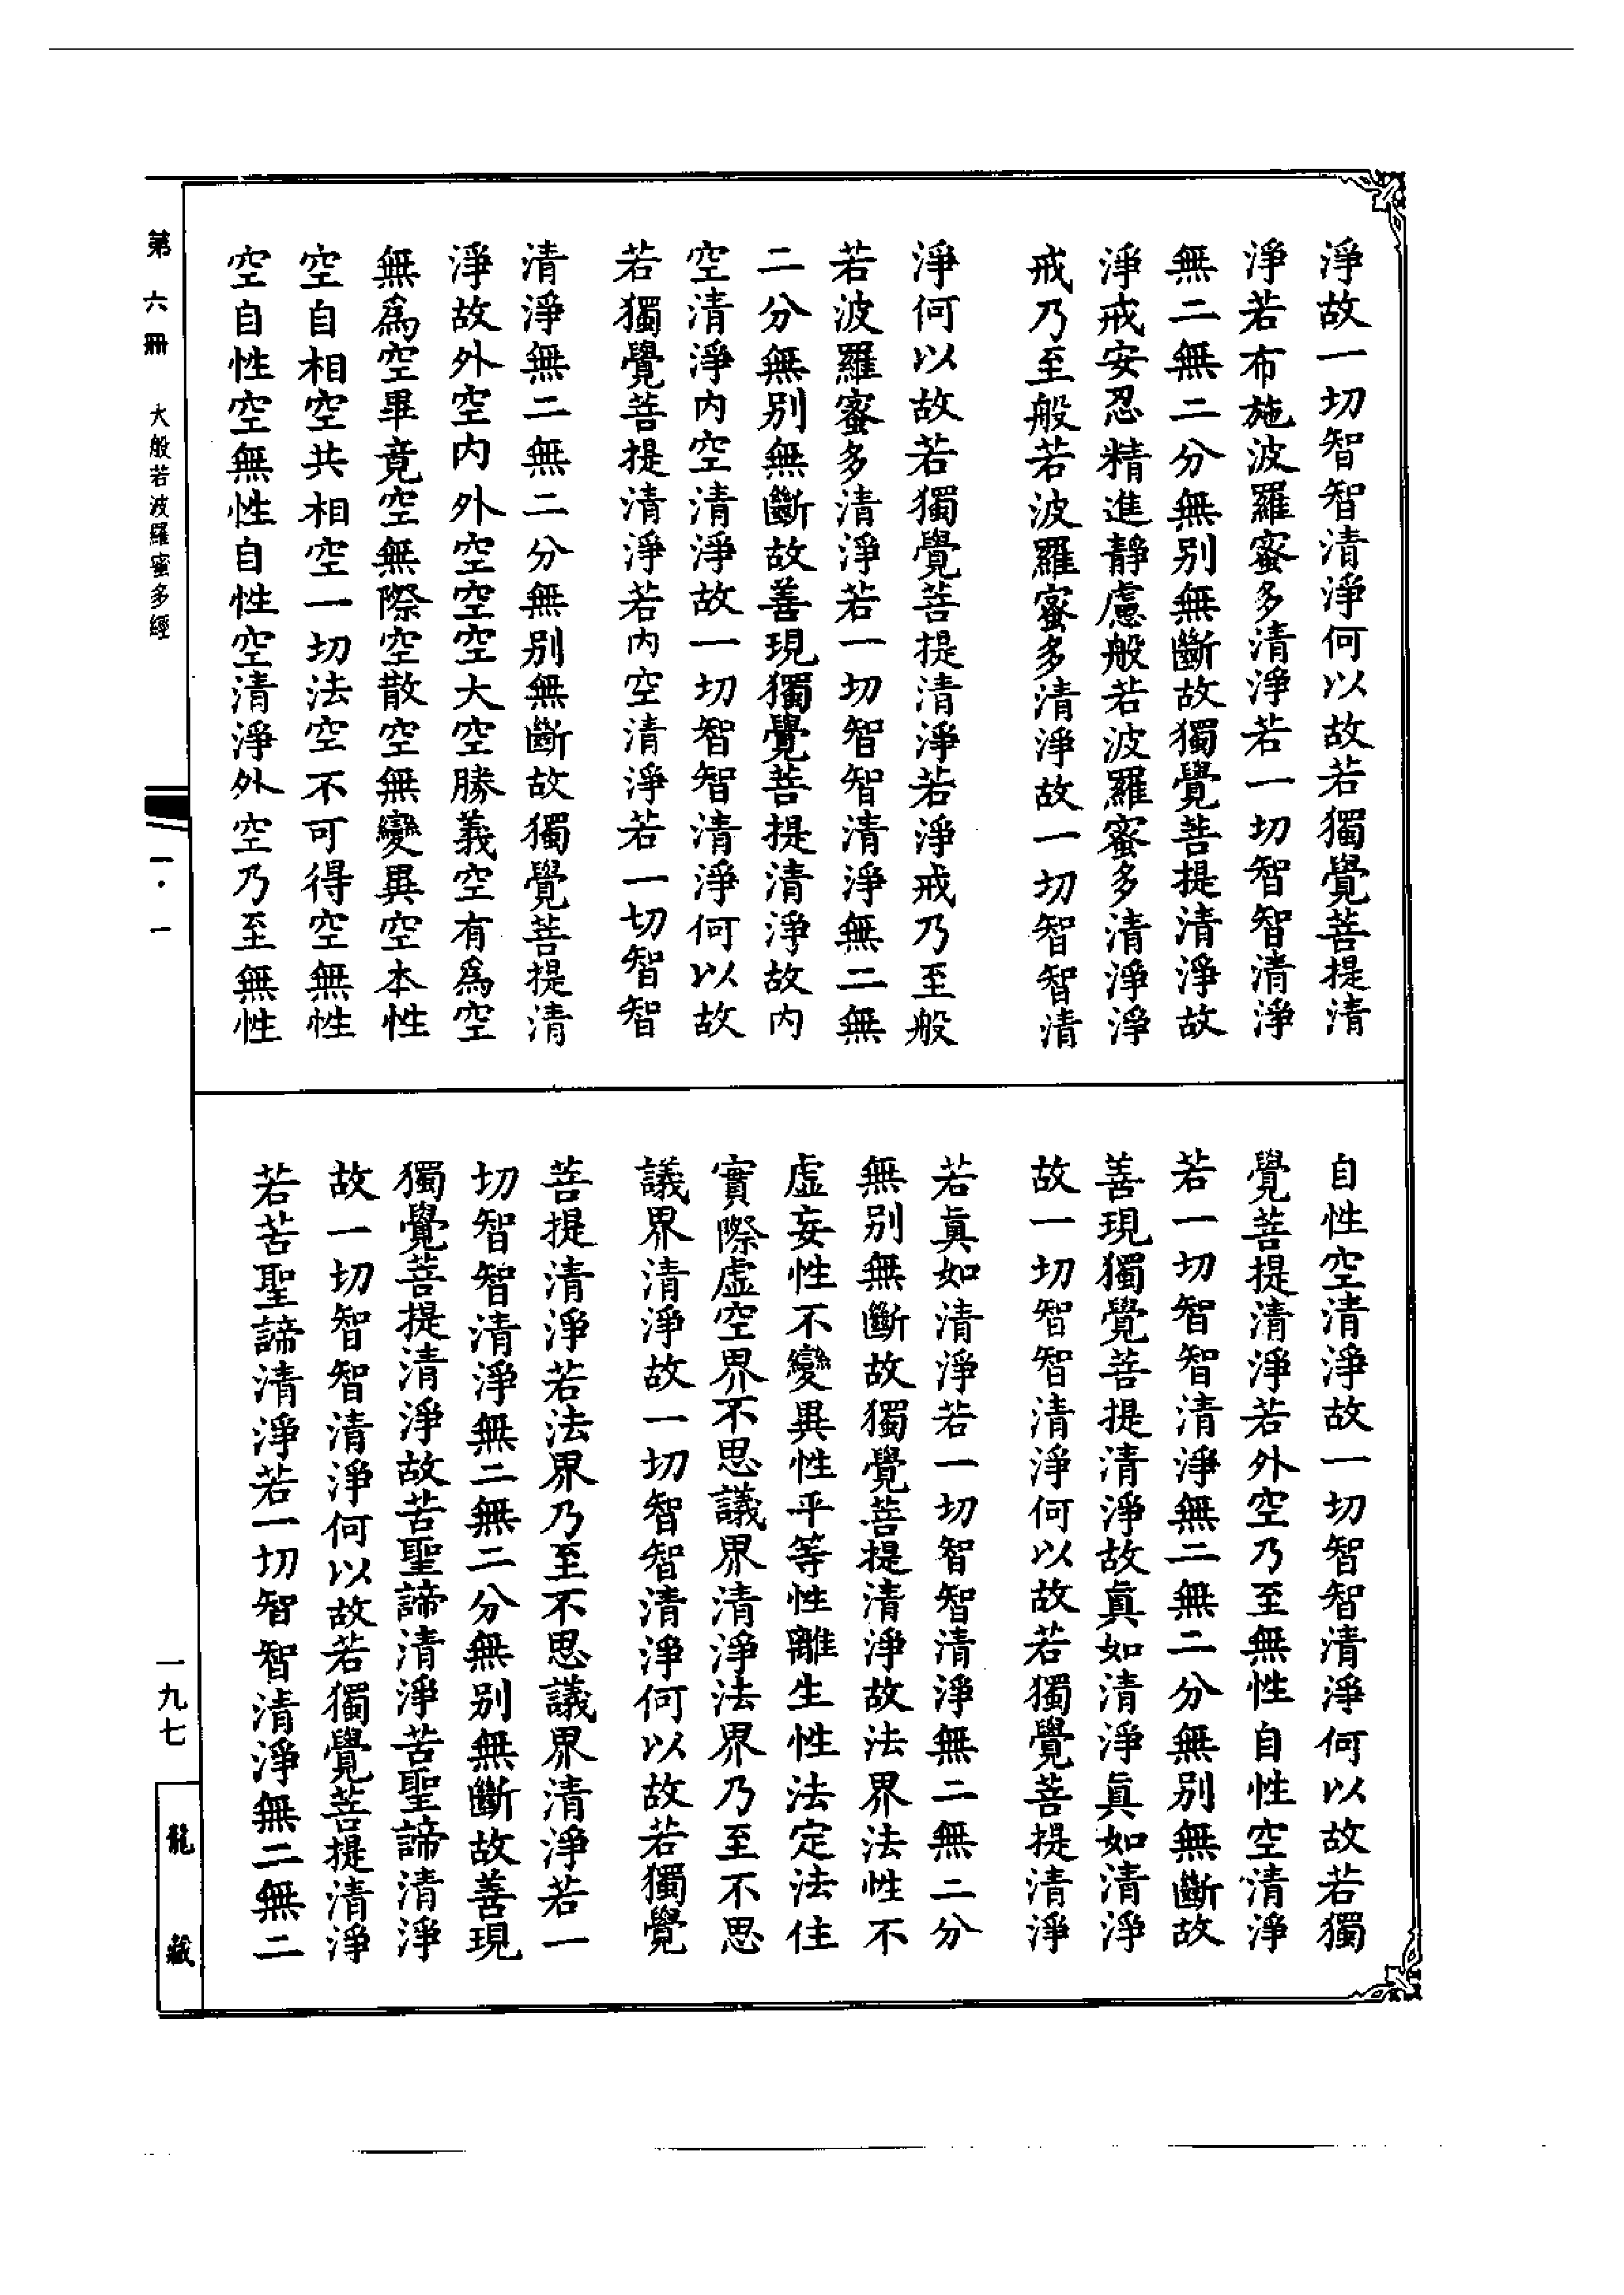 淨故一切智智清淨何以故若獨覺菩提清
淨若布施波羅蜜多清淨若一切智智清淨
無二無二分無別無斷故獨覺菩提清淨故
淨戒安忍精進靜慮般若波羅蜜多清淨淨
戒乃至般若波羅蜜多清淨故一切智智清
淨何以故若獨覺菩提清淨若淨戒乃至般
若波羅蜜多清淨若一切智智清淨無二無
二分無別無斷故善現獨覺菩提清淨故內
空清淨內空清淨故一切智智清淨何以故
若獨覺菩提清淨若內空清淨若一切智智
清淨無二無二分無別無斷故獨覺菩提清
淨故外空內外空空空大空勝義空有為空
無為空畢竟空無際空散空無變異空本性
空自相空共相空一切法空不可得空無性
空自性空無性自性空清淨外空乃至無性
自性空清淨故一切智智清淨何以故若獨
覺菩提清淨若外空乃至無性自性空清淨
若一切智智清淨無二無二分無別無斷故
善現獨覺菩提清淨故真如清淨真如清淨
故一切智智清淨何以故若獨覺菩提清淨
若真如清淨若一切智智清淨無二無二分
無別無斷故獨覺菩提清淨故法界法性不
虛妄性不變異性平等性離生性法定法住
實際虛空界不思議界清淨法界乃至不思
議界清淨故一切智智清淨何以故若獨覺
菩提清淨若法界乃至不思議界清淨若一
切智智清淨無二無二分無別無斷故善現
獨覺菩提清淨故苦聖諦清淨苦聖諦清淨
故一切智智清淨何以故若獨覺菩提清淨
若苦聖諦清淨若一切智智清淨無二無二
第六冊 大般若波羅蜜多經
一·一
一九七
龍藏